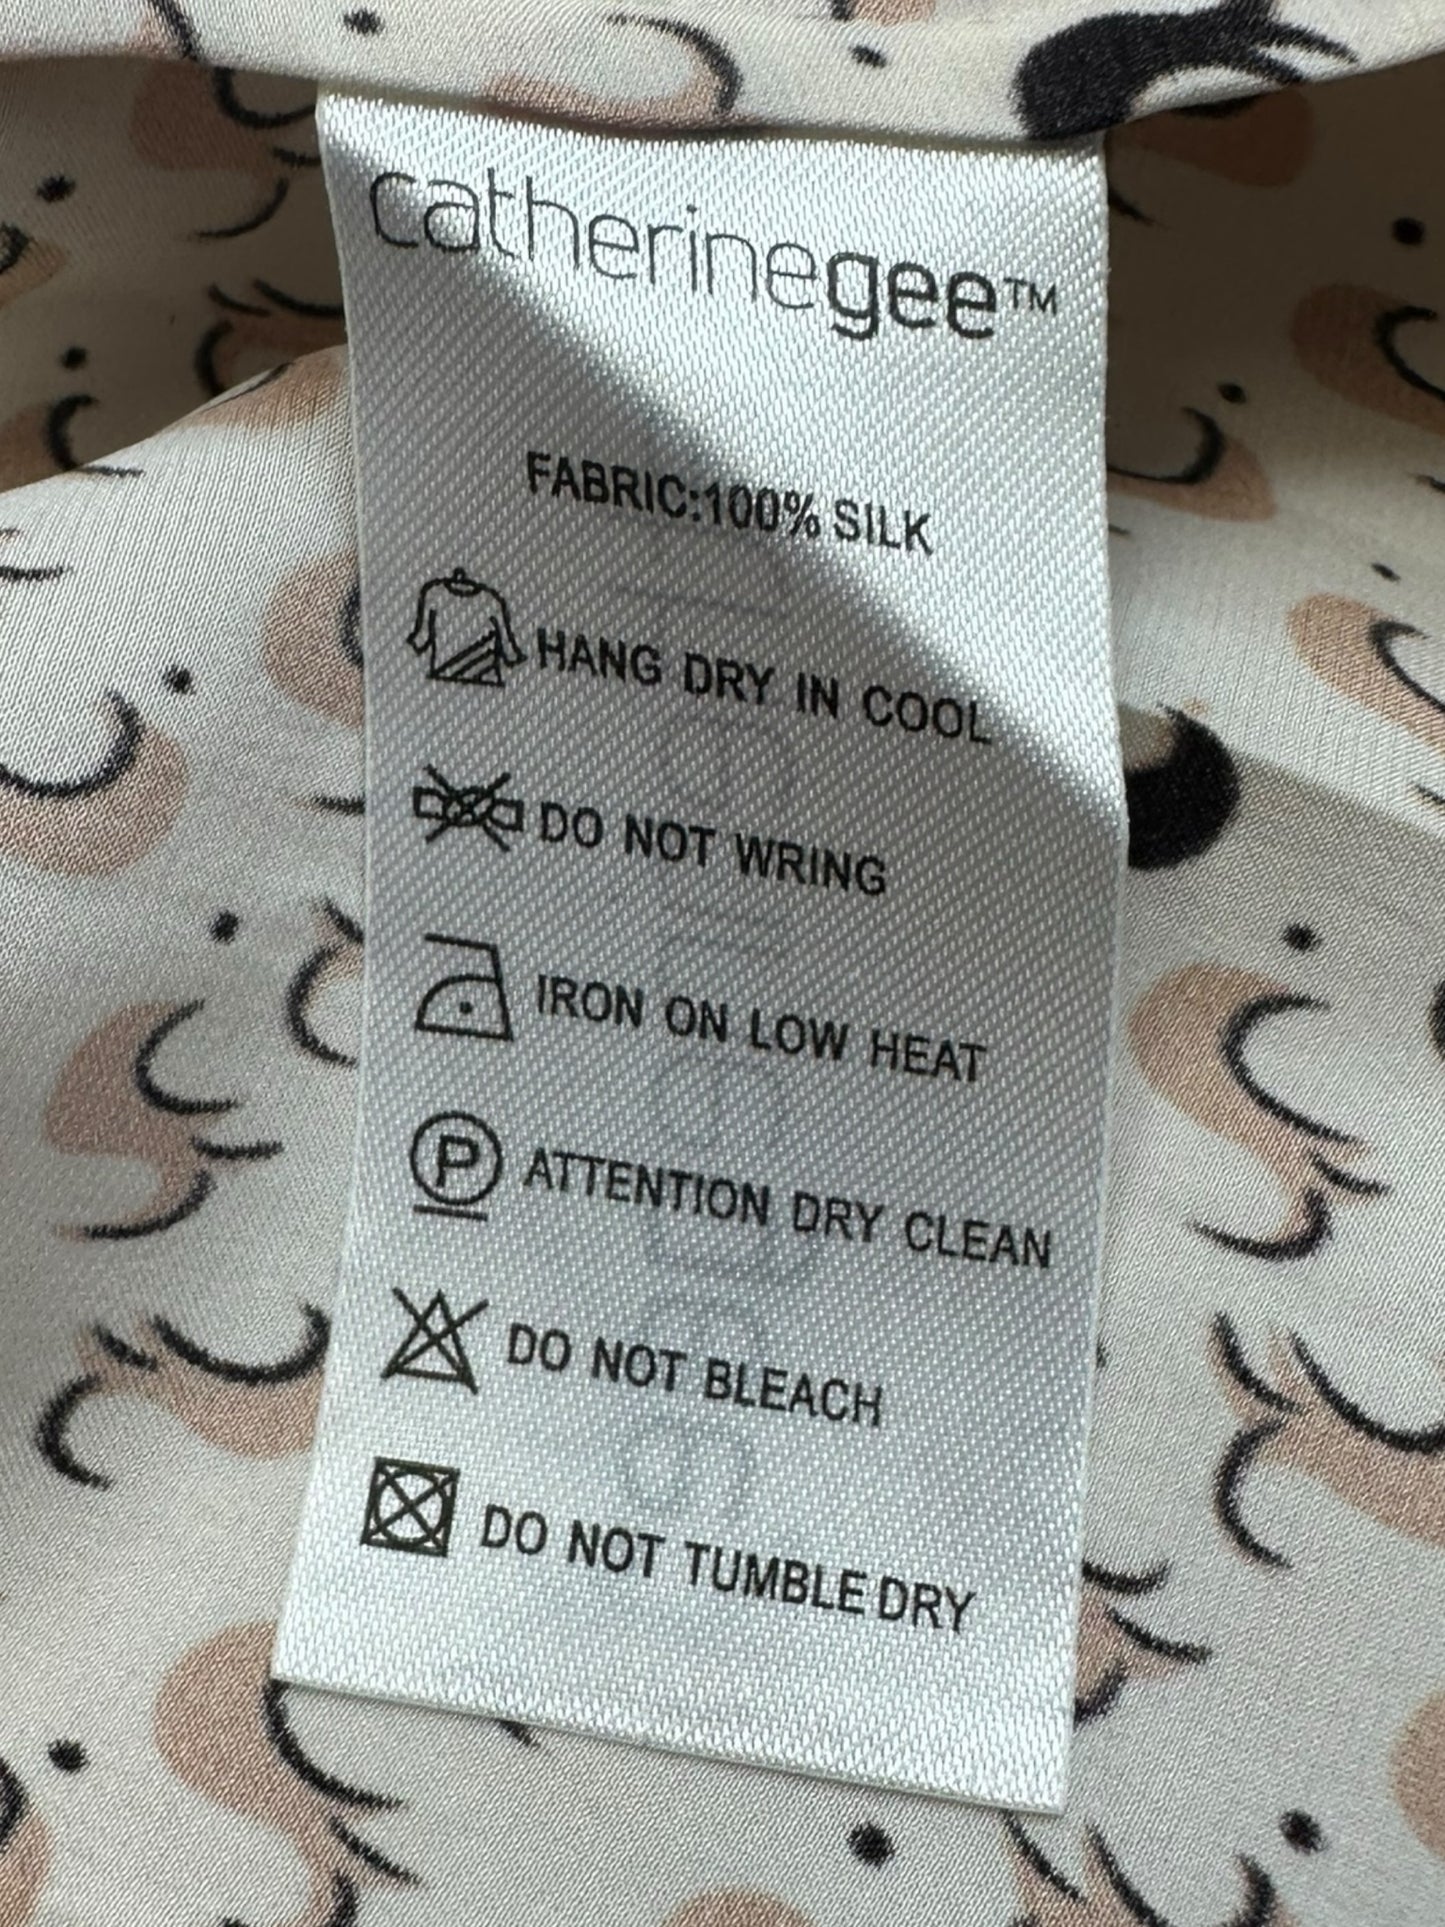 catherinegee™
FABRIC:100% SILK
HANG DRY IN COOL
DO NOT WRING
IRON ON LOW HEAT
P ATTENTION DRY CLEAN
DO NOT BLEACH
DO NOT TUMBLE DRY